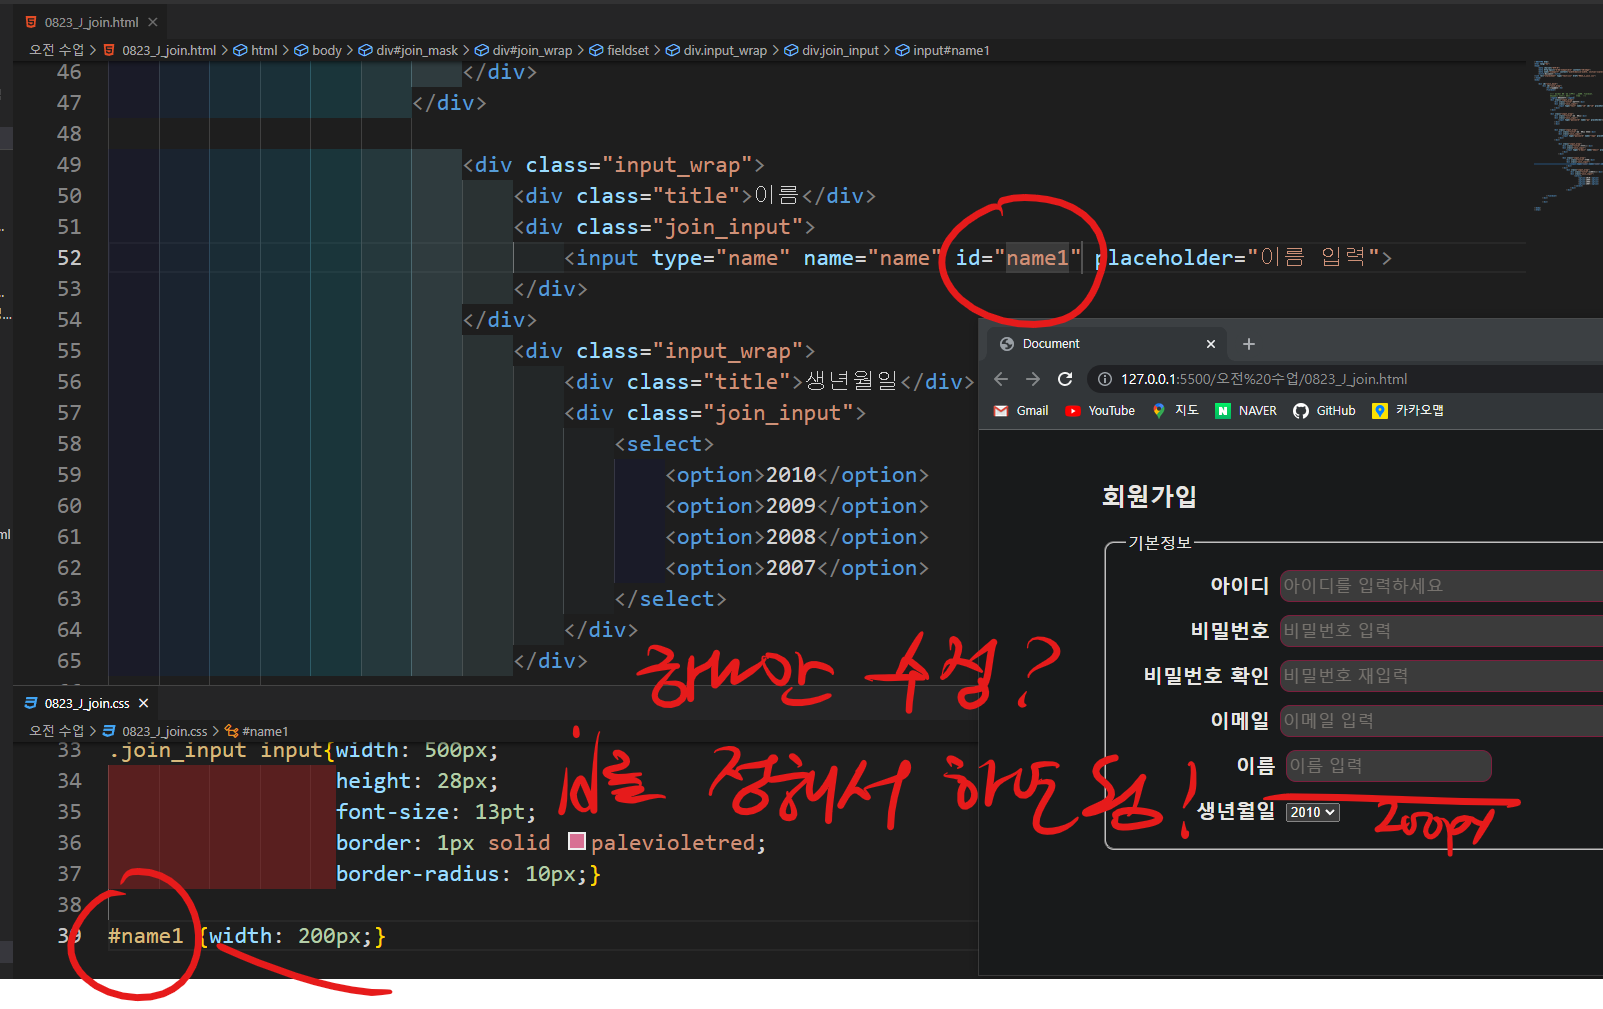 0823_J_join.html
오전 수업 > 0823_J_join.html > html > body > div#join_mask > div#join_wrap > fieldset > div.input_wrap > div.join_input > input#name1
46 </div>
47 </div>
48
49 <div class="input_wrap">
50 <div class="title">이름</div>
51 <div class="join_input">
52 <input type="name" name="name" id="name1" placeholder="이름 입력">
53 </div>
54 </div>
55 <div class="input_wrap">
56 <div class="title">생년월일</div>
57 <div class="join_input">
58 <select>
59 <option>2010</option>
60 <option>2009</option>
61 <option>2008</option>
62 <option>2007</option>
63 </select>
64 </div>
65 </div>
Document
127.0.0.1:5500/오전%20수업/0823_J_join.html
Gmail YouTube 지도 NAVER GitHub 카카오맵
회원가입
기본정보
아이디 아이디를 입력하세요
비밀번호 비밀번호 입력
비밀번호 확인 비밀번호 재입력
이메일 이메일 입력
이름 이름 입력
생년월일 2010
200px
수정?
id를 정해서 하면 됨!
0823_J_join.css
오전 수업 > 0823_J_join.css > #name1
33 .join_input input{width: 500px;
34 height: 28px;
35 font-size: 13pt;
36 border: 1px solid palevioletred;
37 border-radius: 10px;}
38
39 #name1 {width: 200px;}